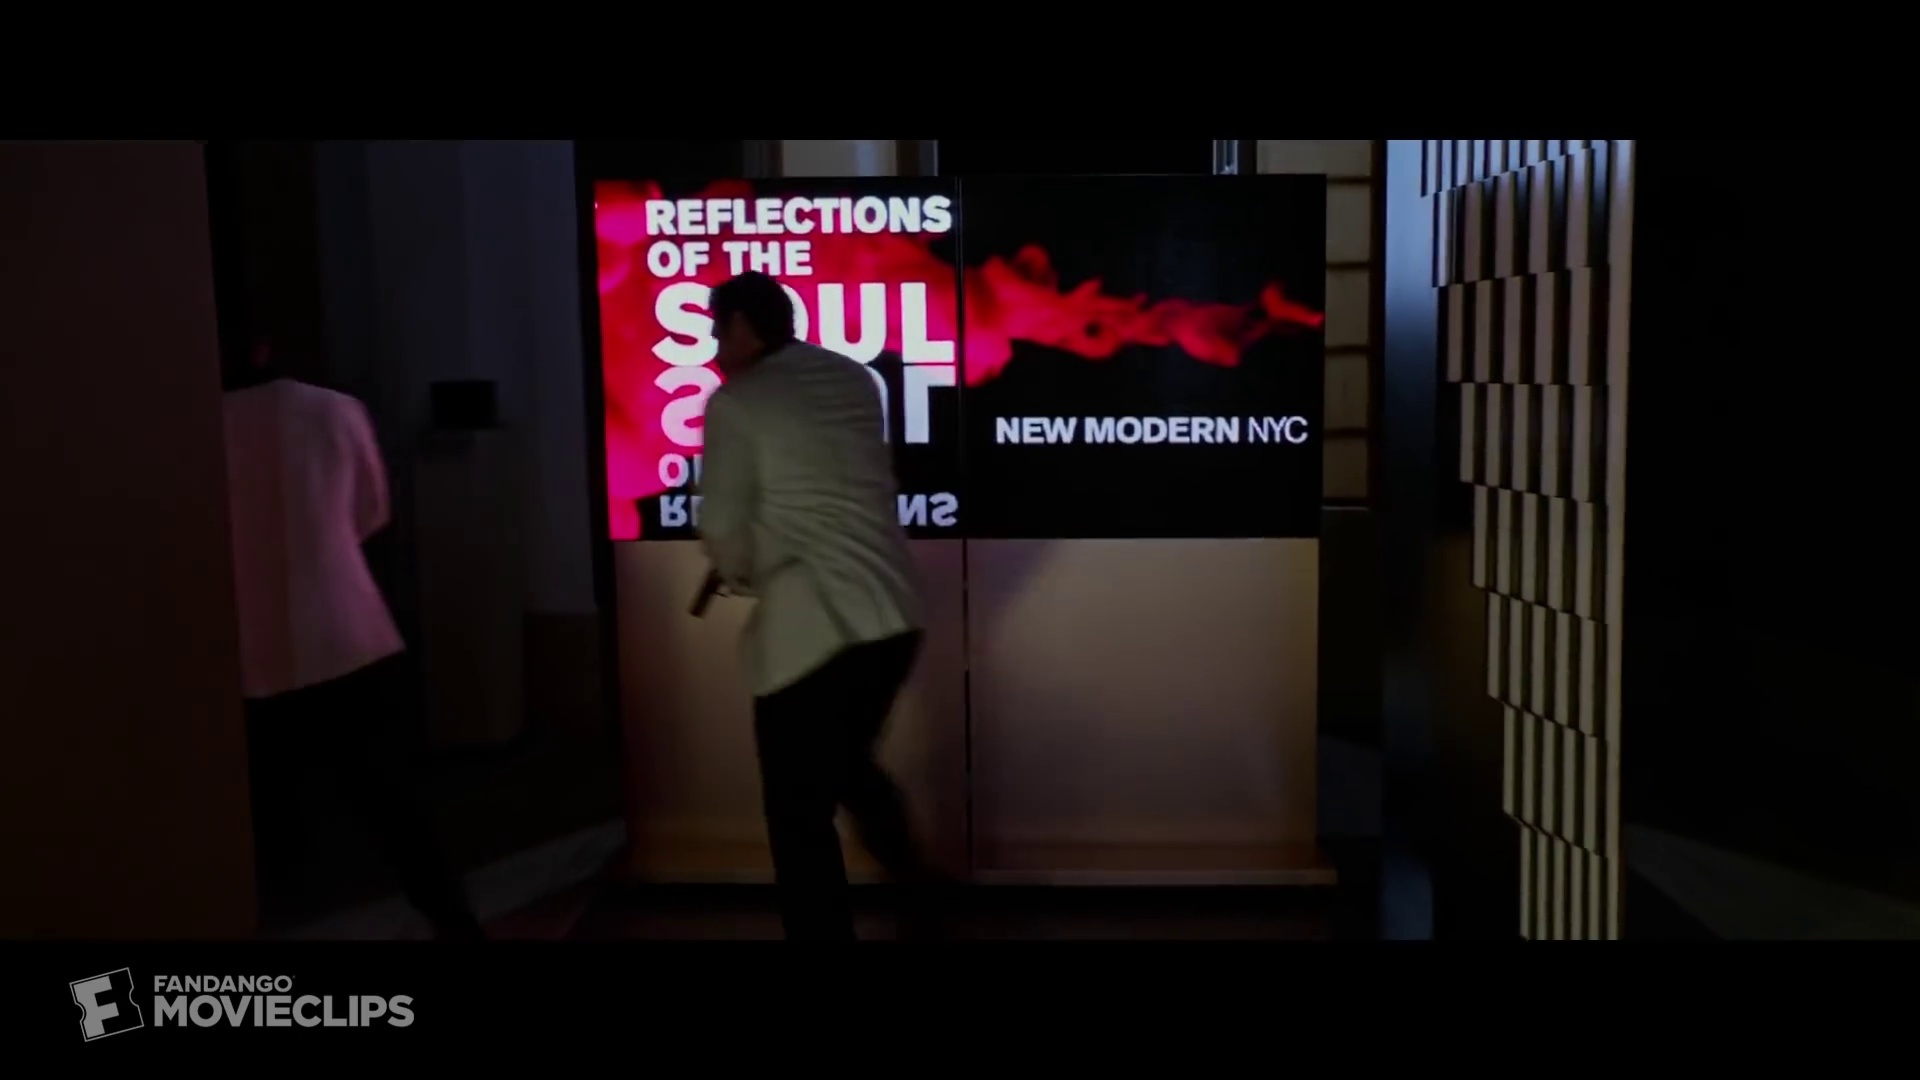 REFLECTIONS
OF THE
SOUL
NEW MODERN NYC
FANDANGO
MOVIECLIPS